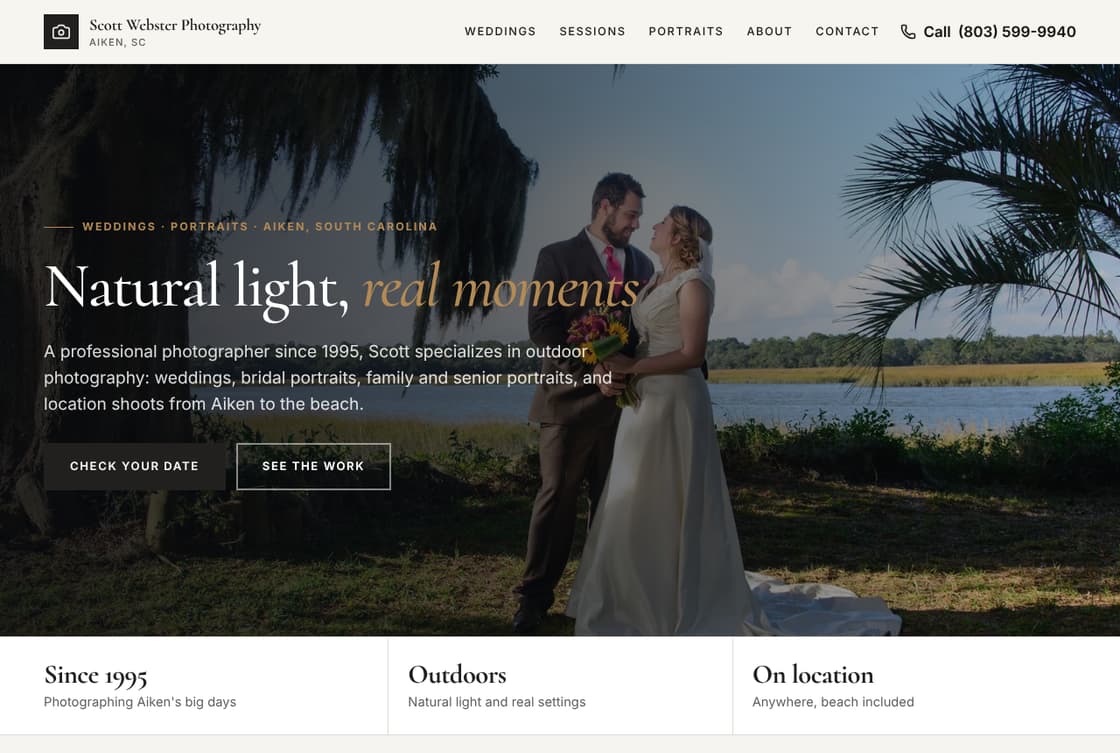 Scott Webster Photography
AIKEN, SC
WEDDINGS SESSIONS PORTRAITS ABOUT CONTACT Call (803) 599-9940
WEDDINGS · PORTRAITS · AIKEN, SOUTH CAROLINA
Natural light, real moments
A professional photographer since 1995, Scott specializes in outdoor
photography: weddings, bridal portraits, family and senior portraits, and
location shoots from Aiken to the beach.
CHECK YOUR DATE SEE THE WORK
Since 1995 Outdoors On location
Photographing Aiken's big days Natural light and real settings Anywhere, beach included